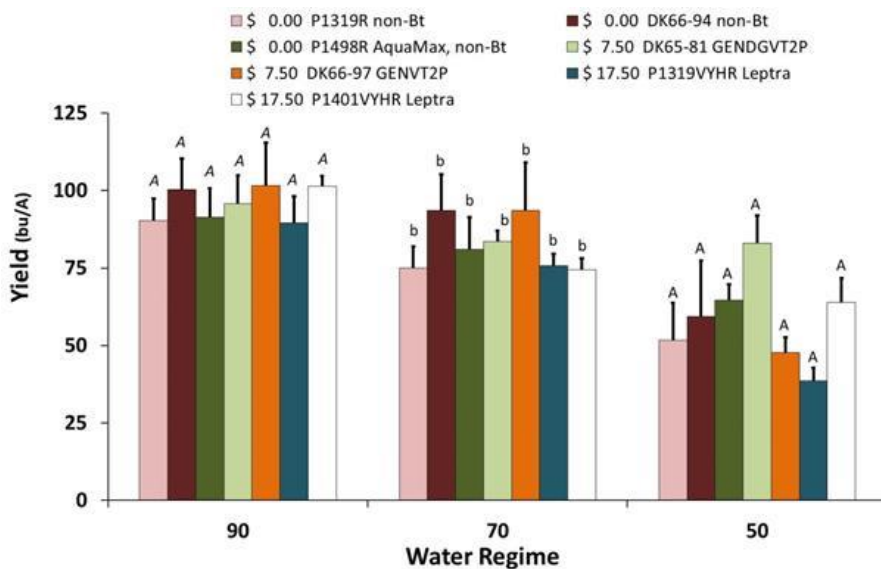 $ 0.00 P1319R non-Bt
$ 0.00 DK66-94 non-Bt
$ 0.00 P1498R AquaMax, non-Bt
$ 7.50 DK65-81 GENDGVT2P
$ 7.50 DK66-97 GENVT2P
$ 17.50 P1319VYHR Leptra
$ 17.50 P1401VYHR Leptra
Yield (bu/A)
125
100
75
50
25
0
A A A A A A A
b b b b b b b
A A A A A A A
90 70 50
Water Regime